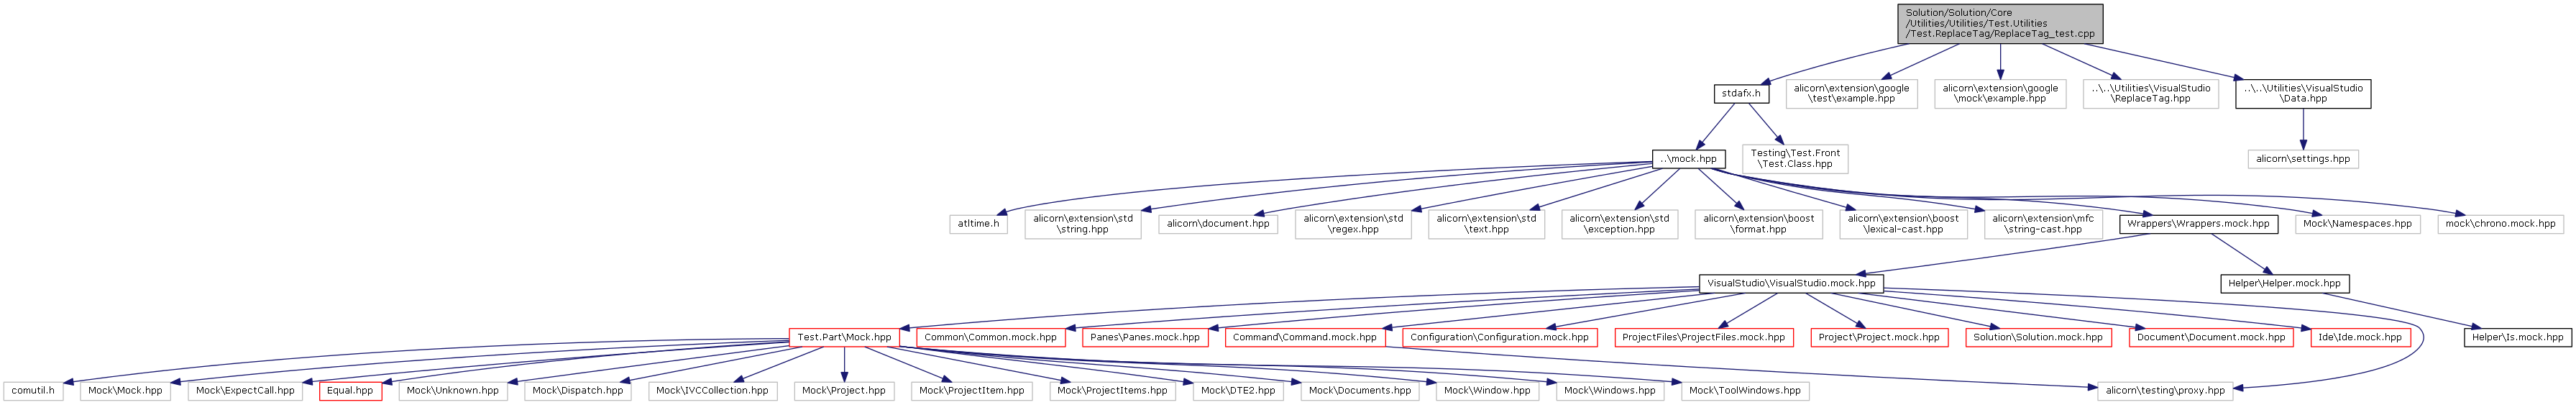 Solution/Solution/Core
/Utilities/Utilities/Test.Utilities
/Test.ReplaceTag/ReplaceTag_test.cpp
stdafx.h
alicorn\extension\google
\test\example.hpp
alicorn\extension\google
\mock\example.hpp
..\..\Utilities\VisualStudio
\ReplaceTag.hpp
..\..\Utilities\VisualStudio
\Data.hpp
..\mock.hpp
Testing\Test.Front
\Test.Class.hpp
alicorn\settings.hpp
atltime.h
alicorn\extension\std
\string.hpp
alicorn\document.hpp
alicorn\extension\std
\regex.hpp
alicorn\extension\std
\text.hpp
alicorn\extension\std
\exception.hpp
alicorn\extension\boost
\format.hpp
alicorn\extension\boost
\lexical-cast.hpp
alicorn\extension\mfc
\string-cast.hpp
Wrappers\Wrappers.mock.hpp
Mock\Namespaces.hpp
mock\chrono.mock.hpp
VisualStudio\VisualStudio.mock.hpp
Helper\Helper.mock.hpp
Test.Part\Mock.hpp
Common\Common.mock.hpp
Panes\Panes.mock.hpp
Command\Command.mock.hpp
Configuration\Configuration.mock.hpp
ProjectFiles\ProjectFiles.mock.hpp
Project\Project.mock.hpp
Solution\Solution.mock.hpp
Document\Document.mock.hpp
Ide\Ide.mock.hpp
Helper\Is.mock.hpp
comutil.h
Mock\Mock.hpp
Mock\ExpectCall.hpp
Equal.hpp
Mock\Unknown.hpp
Mock\Dispatch.hpp
Mock\IVCCollection.hpp
Mock\Project.hpp
Mock\ProjectItem.hpp
Mock\ProjectItems.hpp
Mock\DTE2.hpp
Mock\Documents.hpp
Mock\Window.hpp
Mock\Windows.hpp
Mock\ToolWindows.hpp
alicorn\testing\proxy.hpp